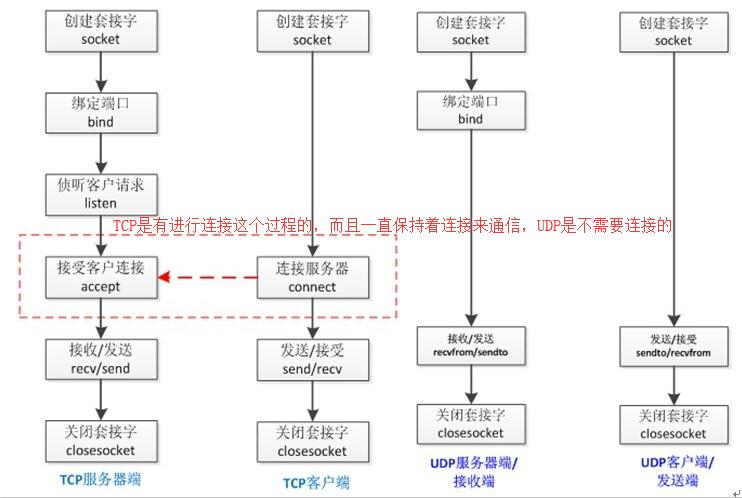 创建套接字
socket
创建套接字
socket
创建套接字
socket
创建套接字
socket
绑定端口
bind
绑定端口
bind
侦听客户请求
listen
TCP是有进行连接这个过程的，而且一直保持着连接来通信，UDP是不需要连接的
接受客户连接
accept
连接服务器
connect
接收/发送
recv/send
发送/接受
send/recv
接收/发送
recvfrom/sendto
发送/接受
sendto/recvfrom
关闭套接字
closesocket
关闭套接字
closesocket
关闭套接字
closesocket
关闭套接字
closesocket
TCP服务器端
TCP客户端
UDP服务器端/
接收端
UDP客户端/
发送端